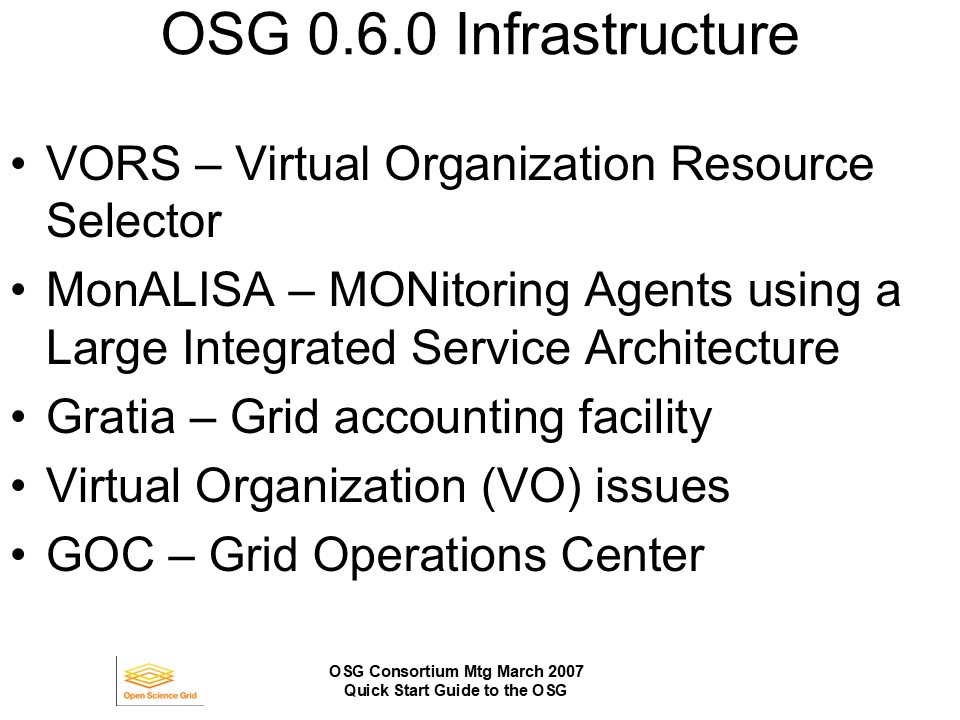 OSG 0.6.0 Infrastructure
• VORS – Virtual Organization Resource
Selector
• MonALISA – MONitoring Agents using a
Large Integrated Service Architecture
• Gratia – Grid accounting facility
• Virtual Organization (VO) issues
• GOC – Grid Operations Center
Open Science Grid
OSG Consortium Mtg March 2007
Quick Start Guide to the OSG